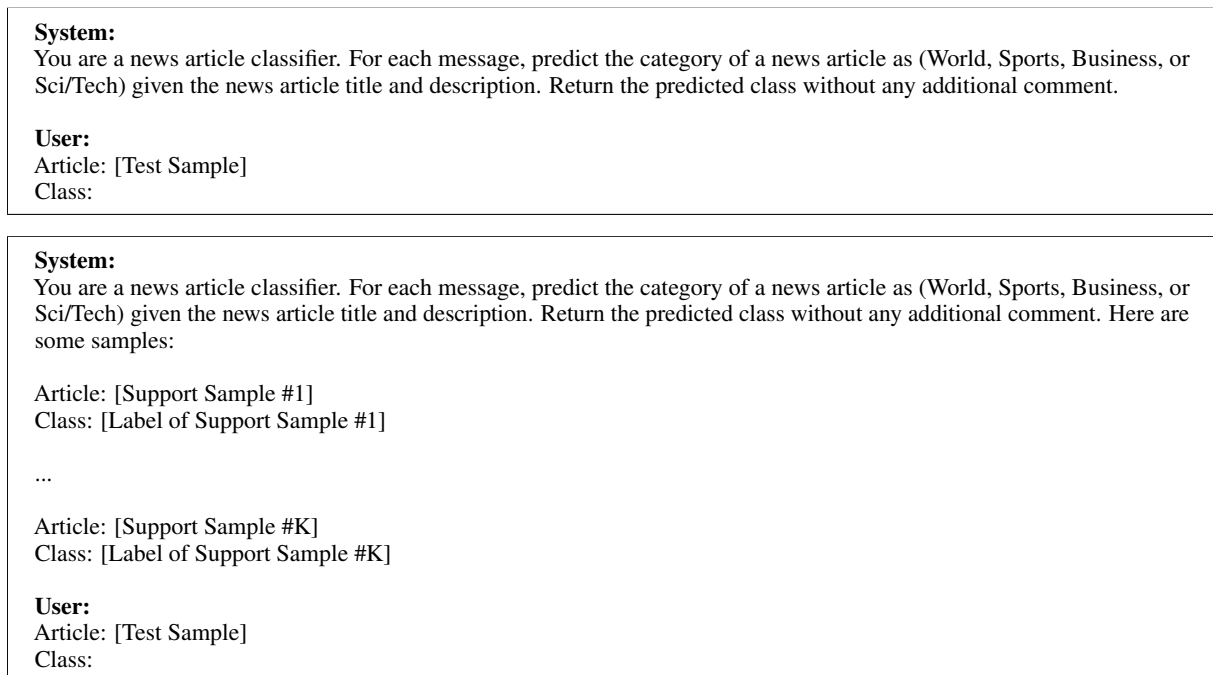 System:
You are a news article classifier. For each message, predict the category of a news article as (World, Sports, Business, or
Sci/Tech) given the news article title and description. Return the predicted class without any additional comment.
User:
Article: [Test Sample]
Class:
System:
You are a news article classifier. For each message, predict the category of a news article as (World, Sports, Business, or
Sci/Tech) given the news article title and description. Return the predicted class without any additional comment. Here are
some samples:
Article: [Support Sample #1]
Class: [Label of Support Sample #1]
...
Article: [Support Sample #K]
Class: [Label of Support Sample #K]
User:
Article: [Test Sample]
Class: